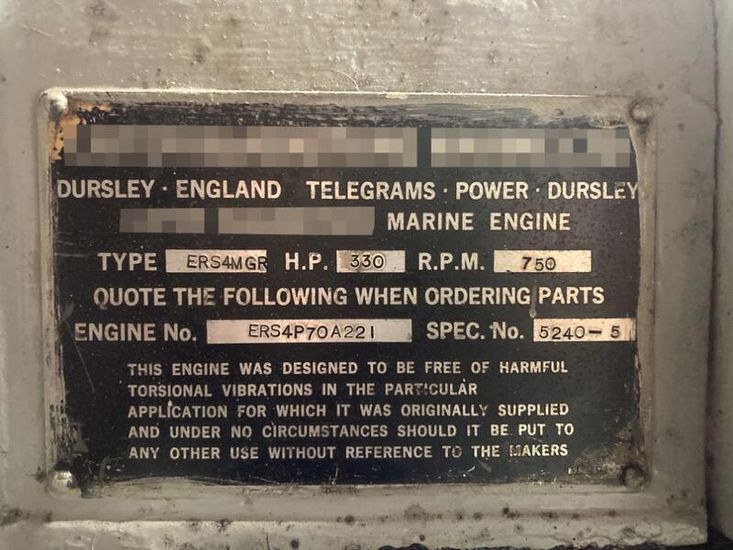 DURSLEY · ENGLAND TELEGRAMS · POWER · DURSLEY
MARINE ENGINE
TYPE ERS4MGR H.P. 330 R.P.M. 750
QUOTE THE FOLLOWING WHEN ORDERING PARTS
ENGINE No. ERS4P70A221 SPEC. No. 5240-5
THIS ENGINE WAS DESIGNED TO BE FREE OF HARMFUL
TORSIONAL VIBRATIONS IN THE PARTICULAR
APPLICATION FOR WHICH IT WAS ORIGINALLY SUPPLIED
AND UNDER NO CIRCUMSTANCES SHOULD IT BE PUT TO
ANY OTHER USE WITHOUT REFERENCE TO THE MAKERS